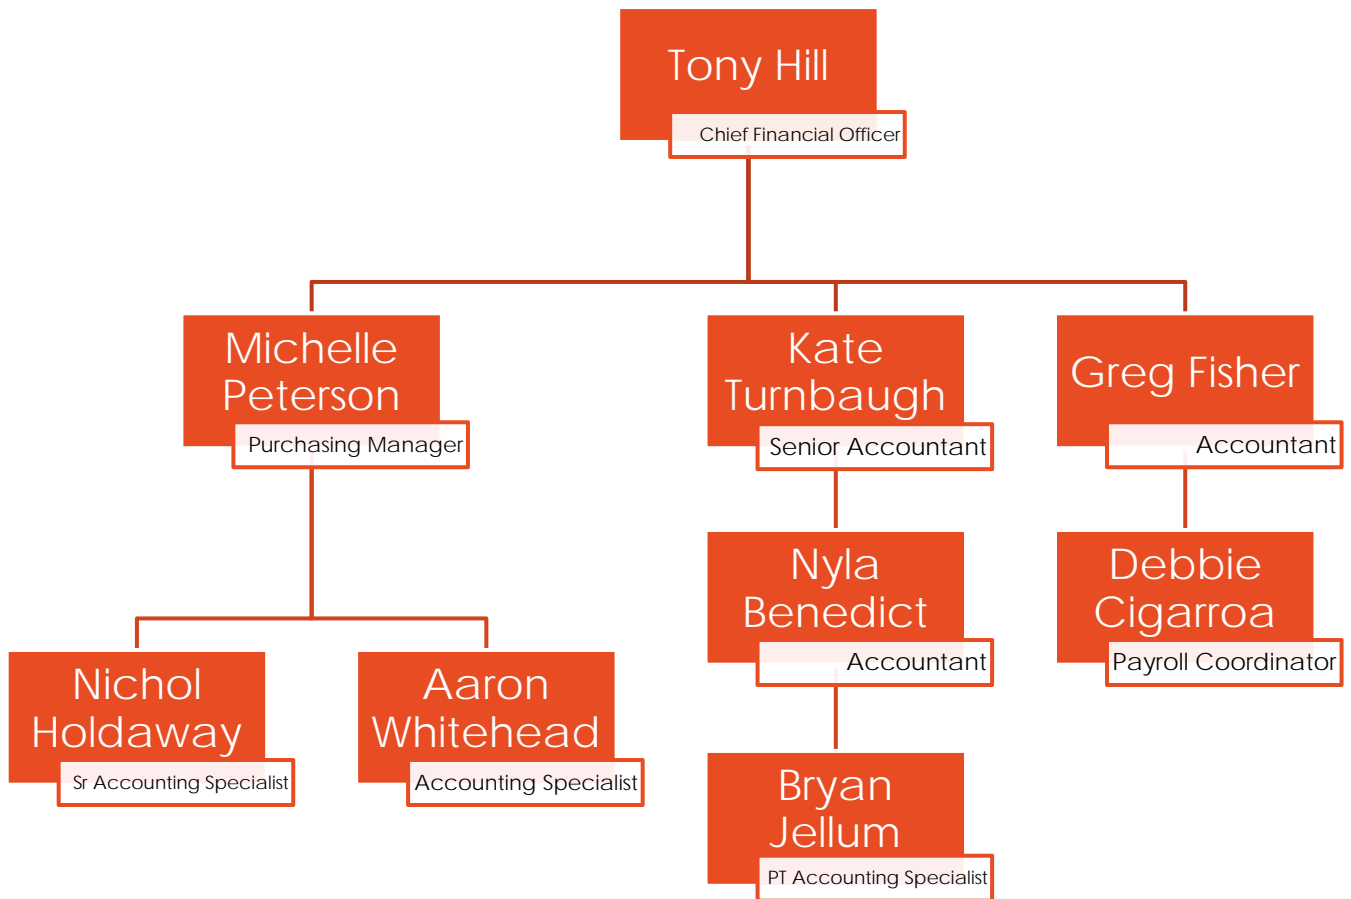 Tony Hill
Chief Financial Officer
Michelle
Peterson
Purchasing Manager
Kate
Turnbaugh
Senior Accountant
Greg Fisher
Accountant
Nichol
Holdaway
Sr Accounting Specialist
Aaron
Whitehead
Accounting Specialist
Nyla
Benedict
Accountant
Debbie
Cigarroa
Payroll Coordinator
Bryan
Jellum
PT Accounting Specialist